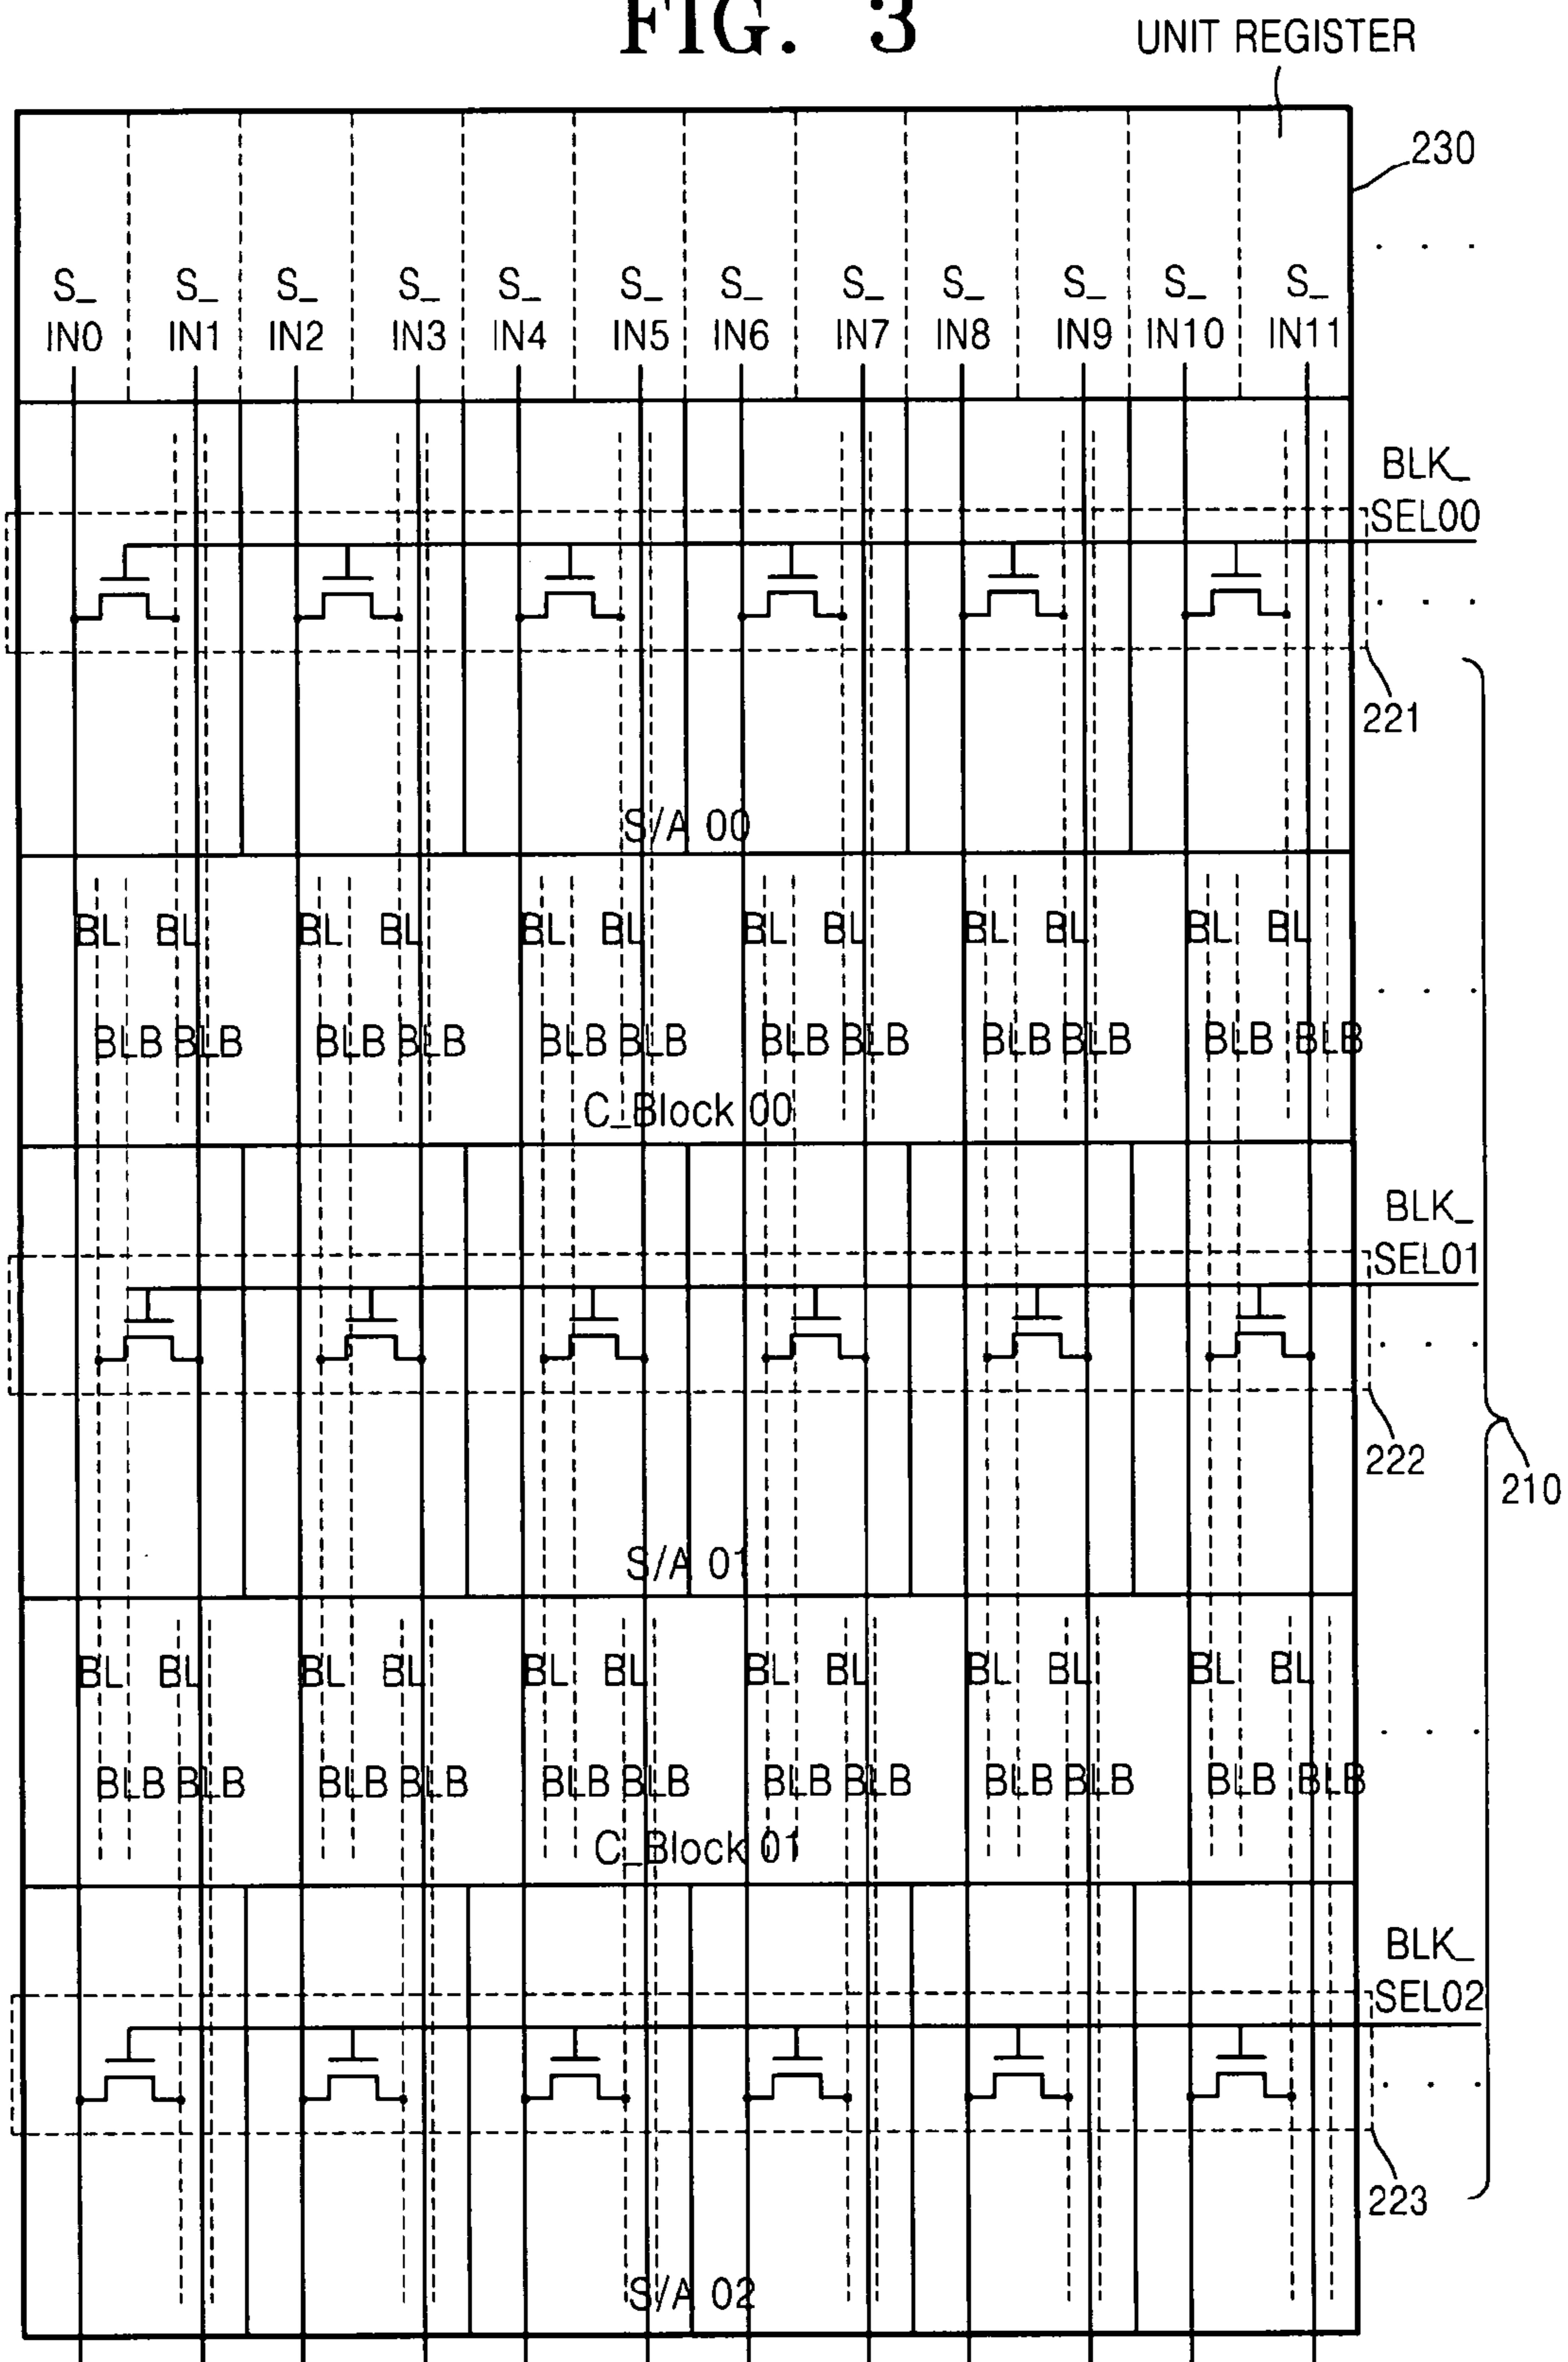 FIG. 3
UNIT REGISTER
230
. . .
S_ S_ S_ S_ S_ S_ S_ S_ S_ S_ S_ S_
IN0 IN1 IN2 IN3 IN4 IN5 IN6 IN7 IN8 IN9 IN10 IN11
BLK_
SEL00
. . .
221
S/A 00
BL BL BL BL BL BL BL BL BL BL BL BL
. . .
BLB BLB BLB BLB BLB BLB BLB BLB BLB BLB BLB BLB
C_Block 00
BLK_
SEL01
. . .
222
210
S/A 01
BL BL BL BL BL BL BL BL BL BL BL BL
. . .
BLB BLB BLB BLB BLB BLB BLB BLB BLB BLB BLB BLB
C_Block 01
BLK_
SEL02
. . .
223
S/A 02